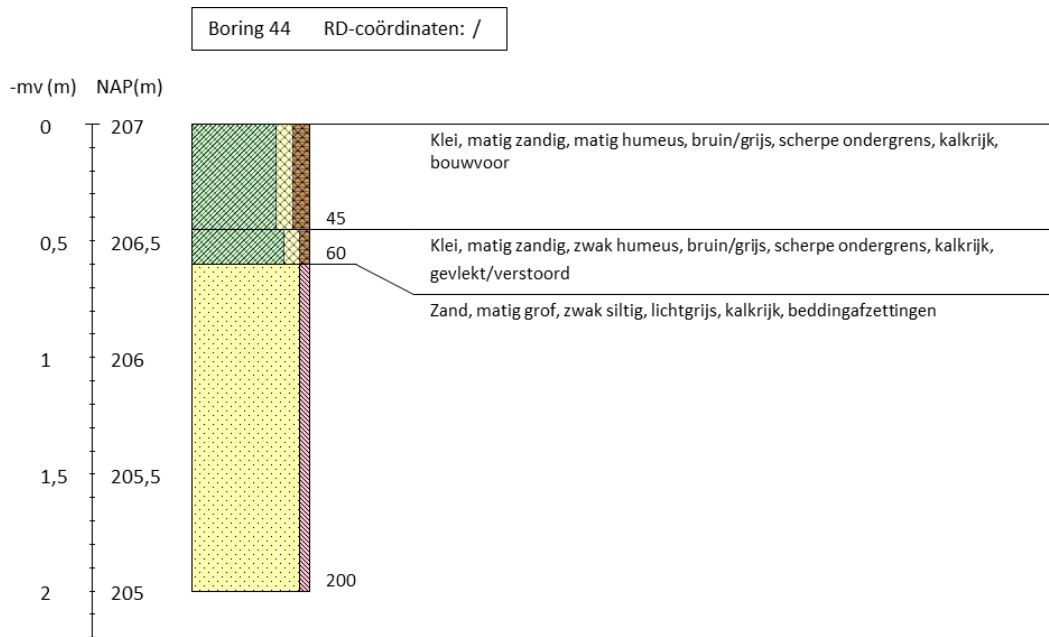 Boring 44 RD-coördinaten: /
-mv (m) NAP(m)
0 207
Klei, matig zandig, matig humeus, bruin/grijs, scherpe ondergrens, kalkrijk,
bouwvoor
45
0,5 206,5
Klei, matig zandig, zwak humeus, bruin/grijs, scherpe ondergrens, kalkrijk,
60
gevlekt/verstoord
Zand, matig grof, zwak siltig, lichtgrijs, kalkrijk, beddingafzettingen
1 206
1,5 205,5
200
2 205